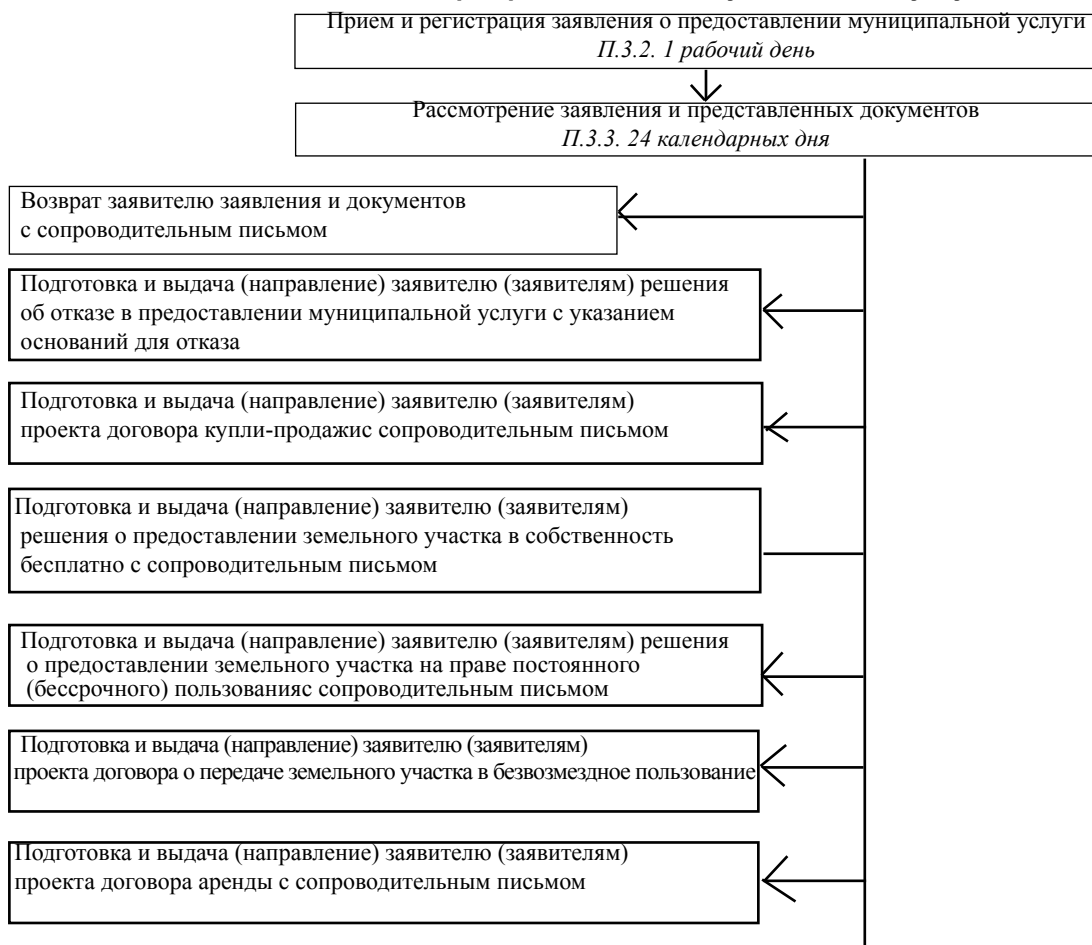 Прием и регистрация заявления о предоставлении муниципальной услуги
П.3.2. 1 рабочий день
Рассмотрение заявления и представленных документов
П.3.3. 24 календарных дня
Возврат заявителю заявления и документов
с сопроводительным письмом
Подготовка и выдача (направление) заявителю (заявителям) решения
об отказе в предоставлении муниципальной услуги с указанием
оснований для отказа
Подготовка и выдача (направление) заявителю (заявителям)
проекта договора купли-продажис сопроводительным письмом
Подготовка и выдача (направление) заявителю (заявителям)
решения о предоставлении земельного участка в собственность
бесплатно с сопроводительным письмом
Подготовка и выдача (направление) заявителю (заявителям) решения
о предоставлении земельного участка на праве постоянного
(бессрочного) пользованияс сопроводительным письмом
Подготовка и выдача (направление) заявителю (заявителям)
проекта договора о передаче земельного участка в безвозмездное пользование
Подготовка и выдача (направление) заявителю (заявителям)
проекта договора аренды с сопроводительным письмом